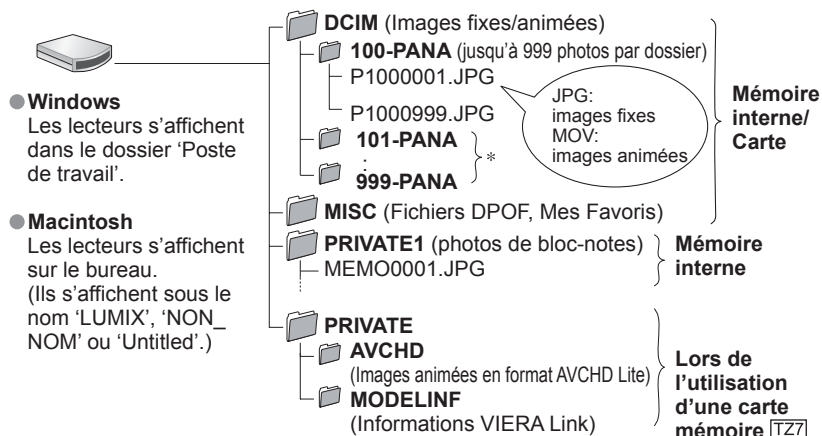 DCIM (Images fixes/animées)
100-PANA (jusqu'à 999 photos par dossier)
P1000001.JPG
P1000999.JPG
JPG:
images fixes
MOV:
images animées
101-PANA
:
999-PANA
*
MISC (Fichiers DPOF, Mes Favoris)
Mémoire
interne/
Carte
PRIVATE1 (photos de bloc-notes)
MEMO0001.JPG
Mémoire
interne
PRIVATE
AVCHD
(Images animées en format AVCHD Lite)
MODELINF
(Informations VIERA Link)
Lors de
l'utilisation
d'une carte
mémoire TZ7
●Windows
Les lecteurs s'affichent
dans le dossier 'Poste
de travail'.
●Macintosh
Les lecteurs s'affichent
sur le bureau.
(Ils s'affichent sous le
nom 'LUMIX', 'NON_
NOM' ou 'Untitled'.)